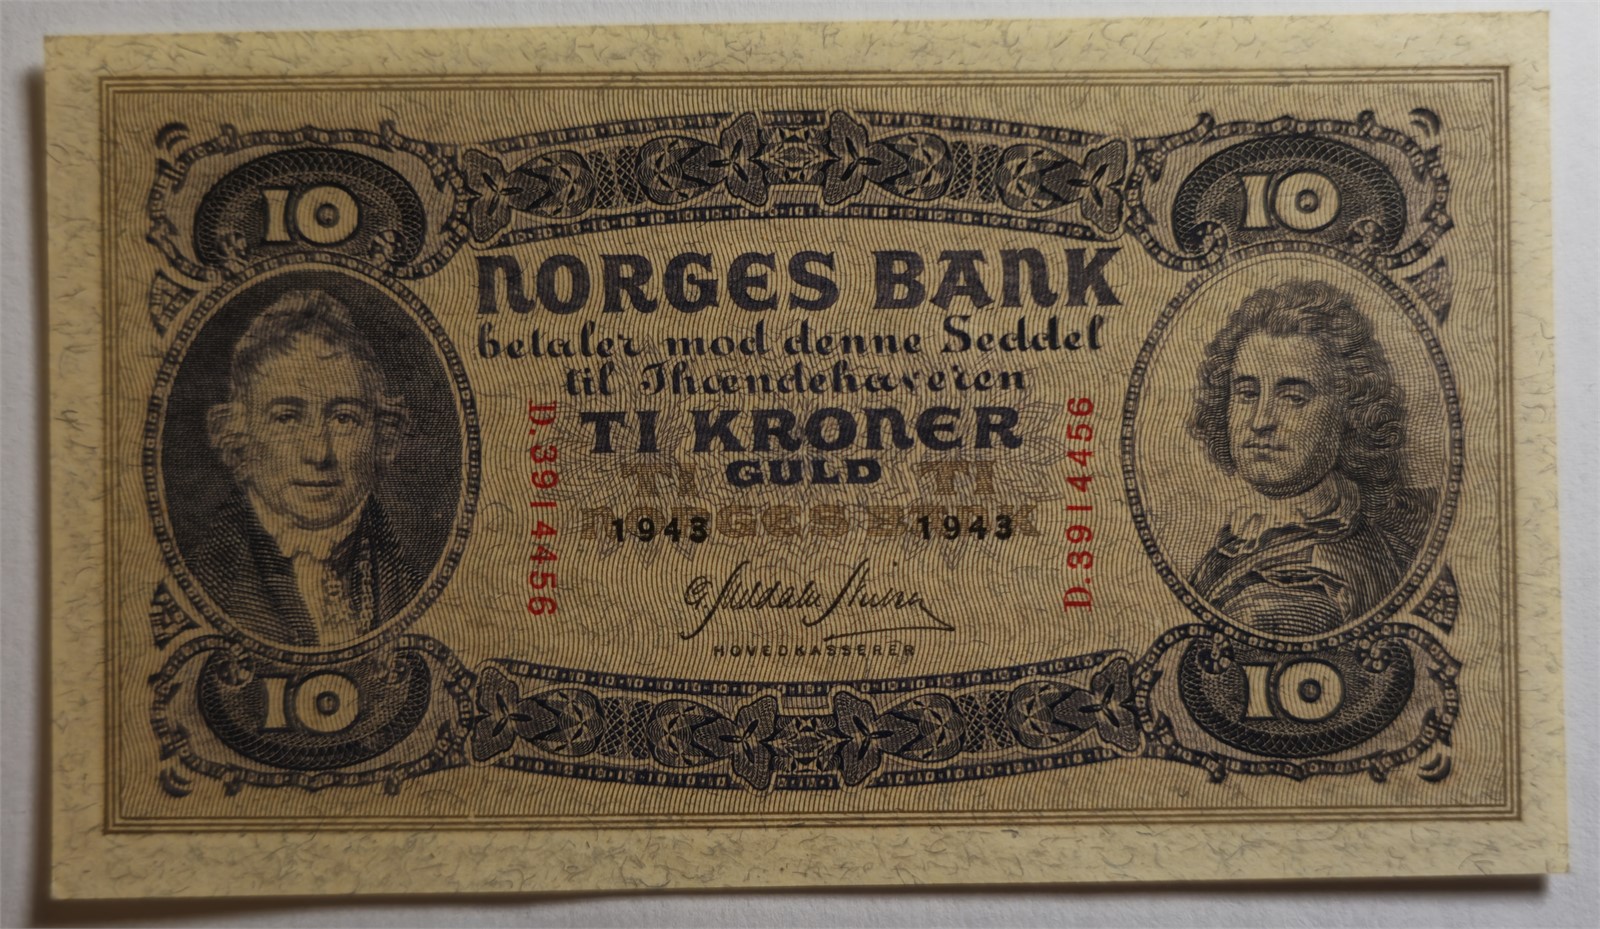 10
10
NORGES BANK
betaler mod denne Seddel
til Ihændehaveren
TI KRONER
TI GULD TI
NORGES BANK
1943 1943
D.3914456
D.3914456
HOVEDKASSERER
10
10